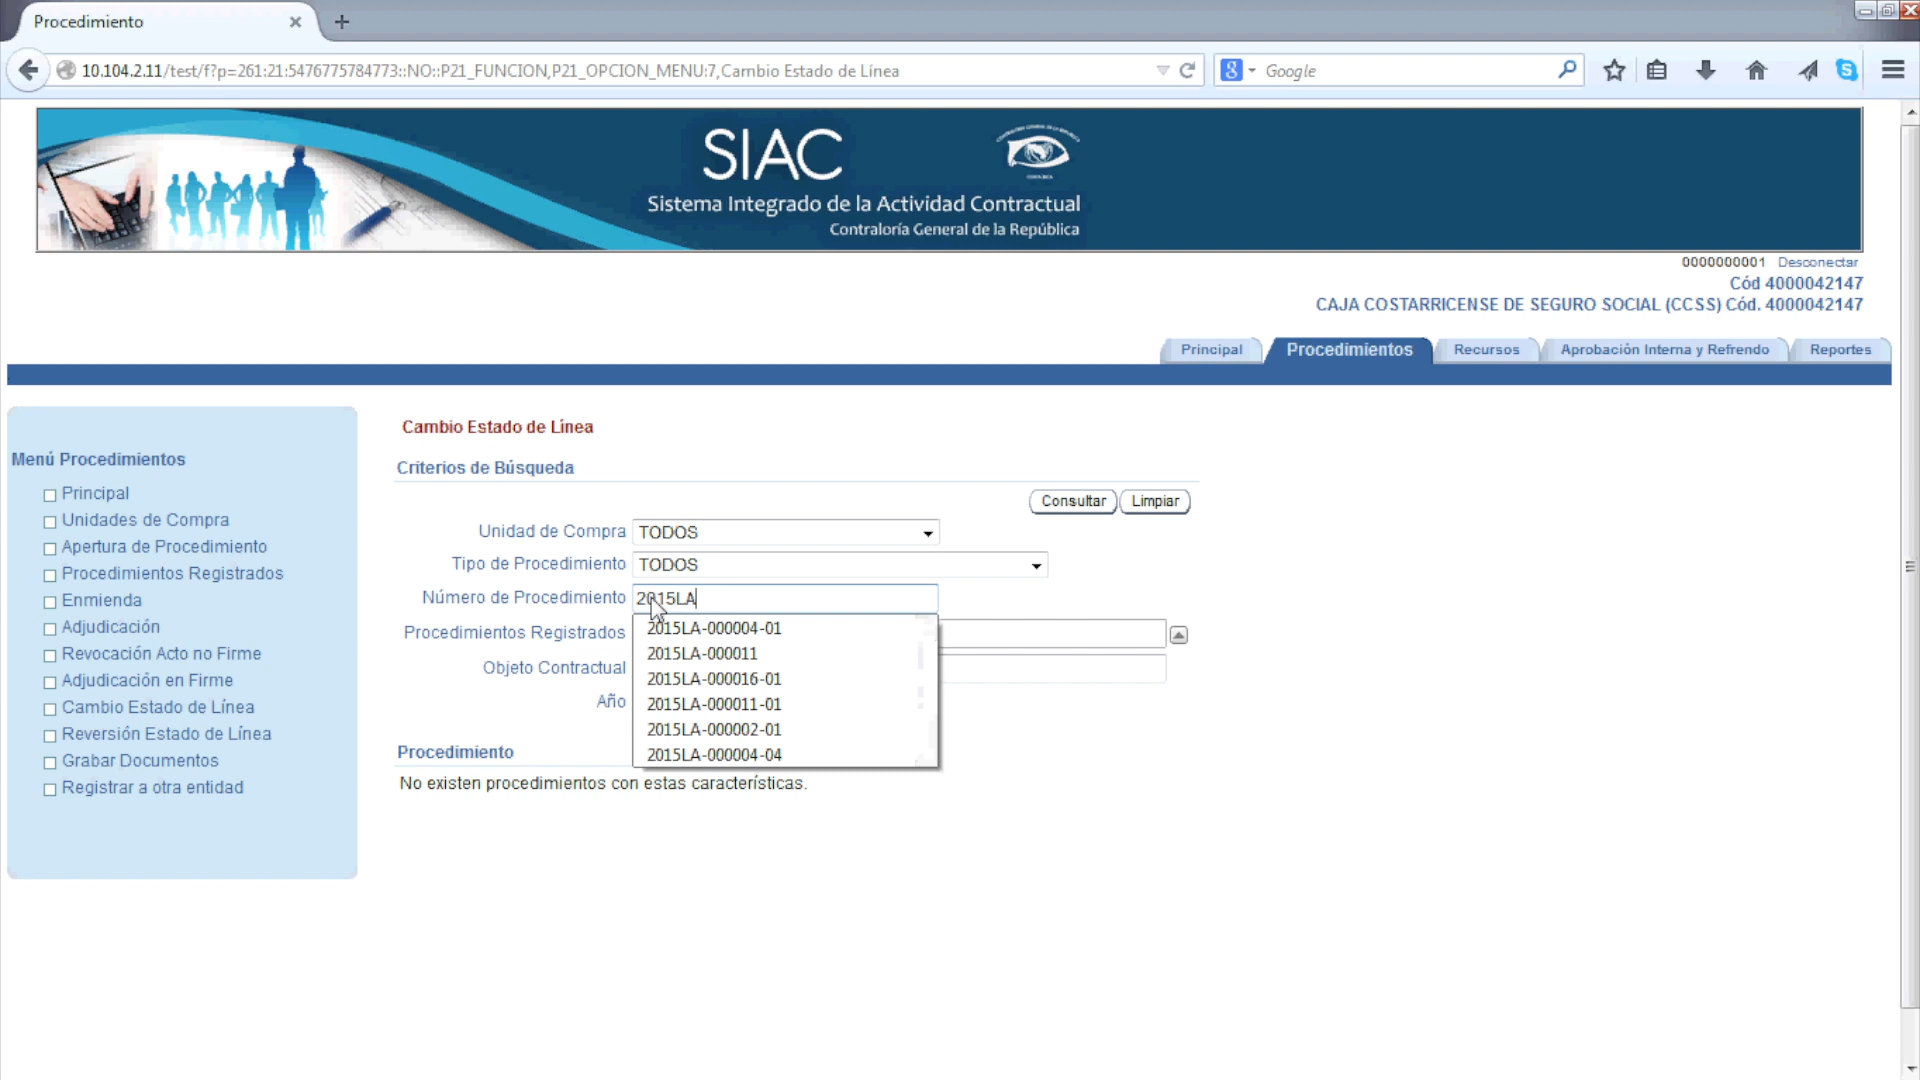 Procedimiento
10.104.2.11/test/f?p=261:21:5476775784773::NO::P21_FUNCION,P21_OPCION_MENU:7,Cambio Estado de Línea
Google
SIAC
Sistema Integrado de la Actividad Contractual
Contraloría General de la República
0000000001 Desconectar
Cód 4000042147
CAJA COSTARRICENSE DE SEGURO SOCIAL (CCSS) Cód. 4000042147
Principal Procedimientos Recursos Aprobación Interna y Refrendo Reportes
Menú Procedimientos
Principal
Unidades de Compra
Apertura de Procedimiento
Procedimientos Registrados
Enmienda
Adjudicación
Revocación Acto no Firme
Adjudicación en Firme
Cambio Estado de Línea
Reversión Estado de Línea
Grabar Documentos
Registrar a otra entidad
Cambio Estado de Línea
Criterios de Búsqueda
Consultar Limpiar
Unidad de Compra TODOS
Tipo de Procedimiento TODOS
Número de Procedimiento 2015LA
Procedimientos Registrados
Objeto Contractual
Año
2015LA-000004-01
2015LA-000011
2015LA-000016-01
2015LA-000011-01
2015LA-000002-01
2015LA-000004-04
Procedimiento
No existen procedimientos con estas características.